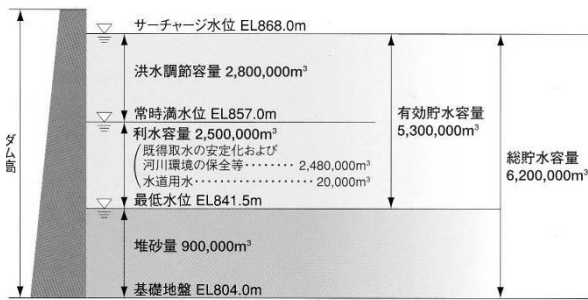 サーチャージ水位 EL868.0m
洪水調節容量 2,800,000m³
常時満水位 EL857.0m
利水容量 2,500,000m³
既得取水の安定化および
河川環境の保全等········ 2,480,000m³
水道用水·················· 20,000m³
最低水位 EL841.5m
堆砂量 900,000m³
基礎地盤 EL804.0m
有効貯水容量
5,300,000m³
総貯水容量
6,200,000m³
ダム高